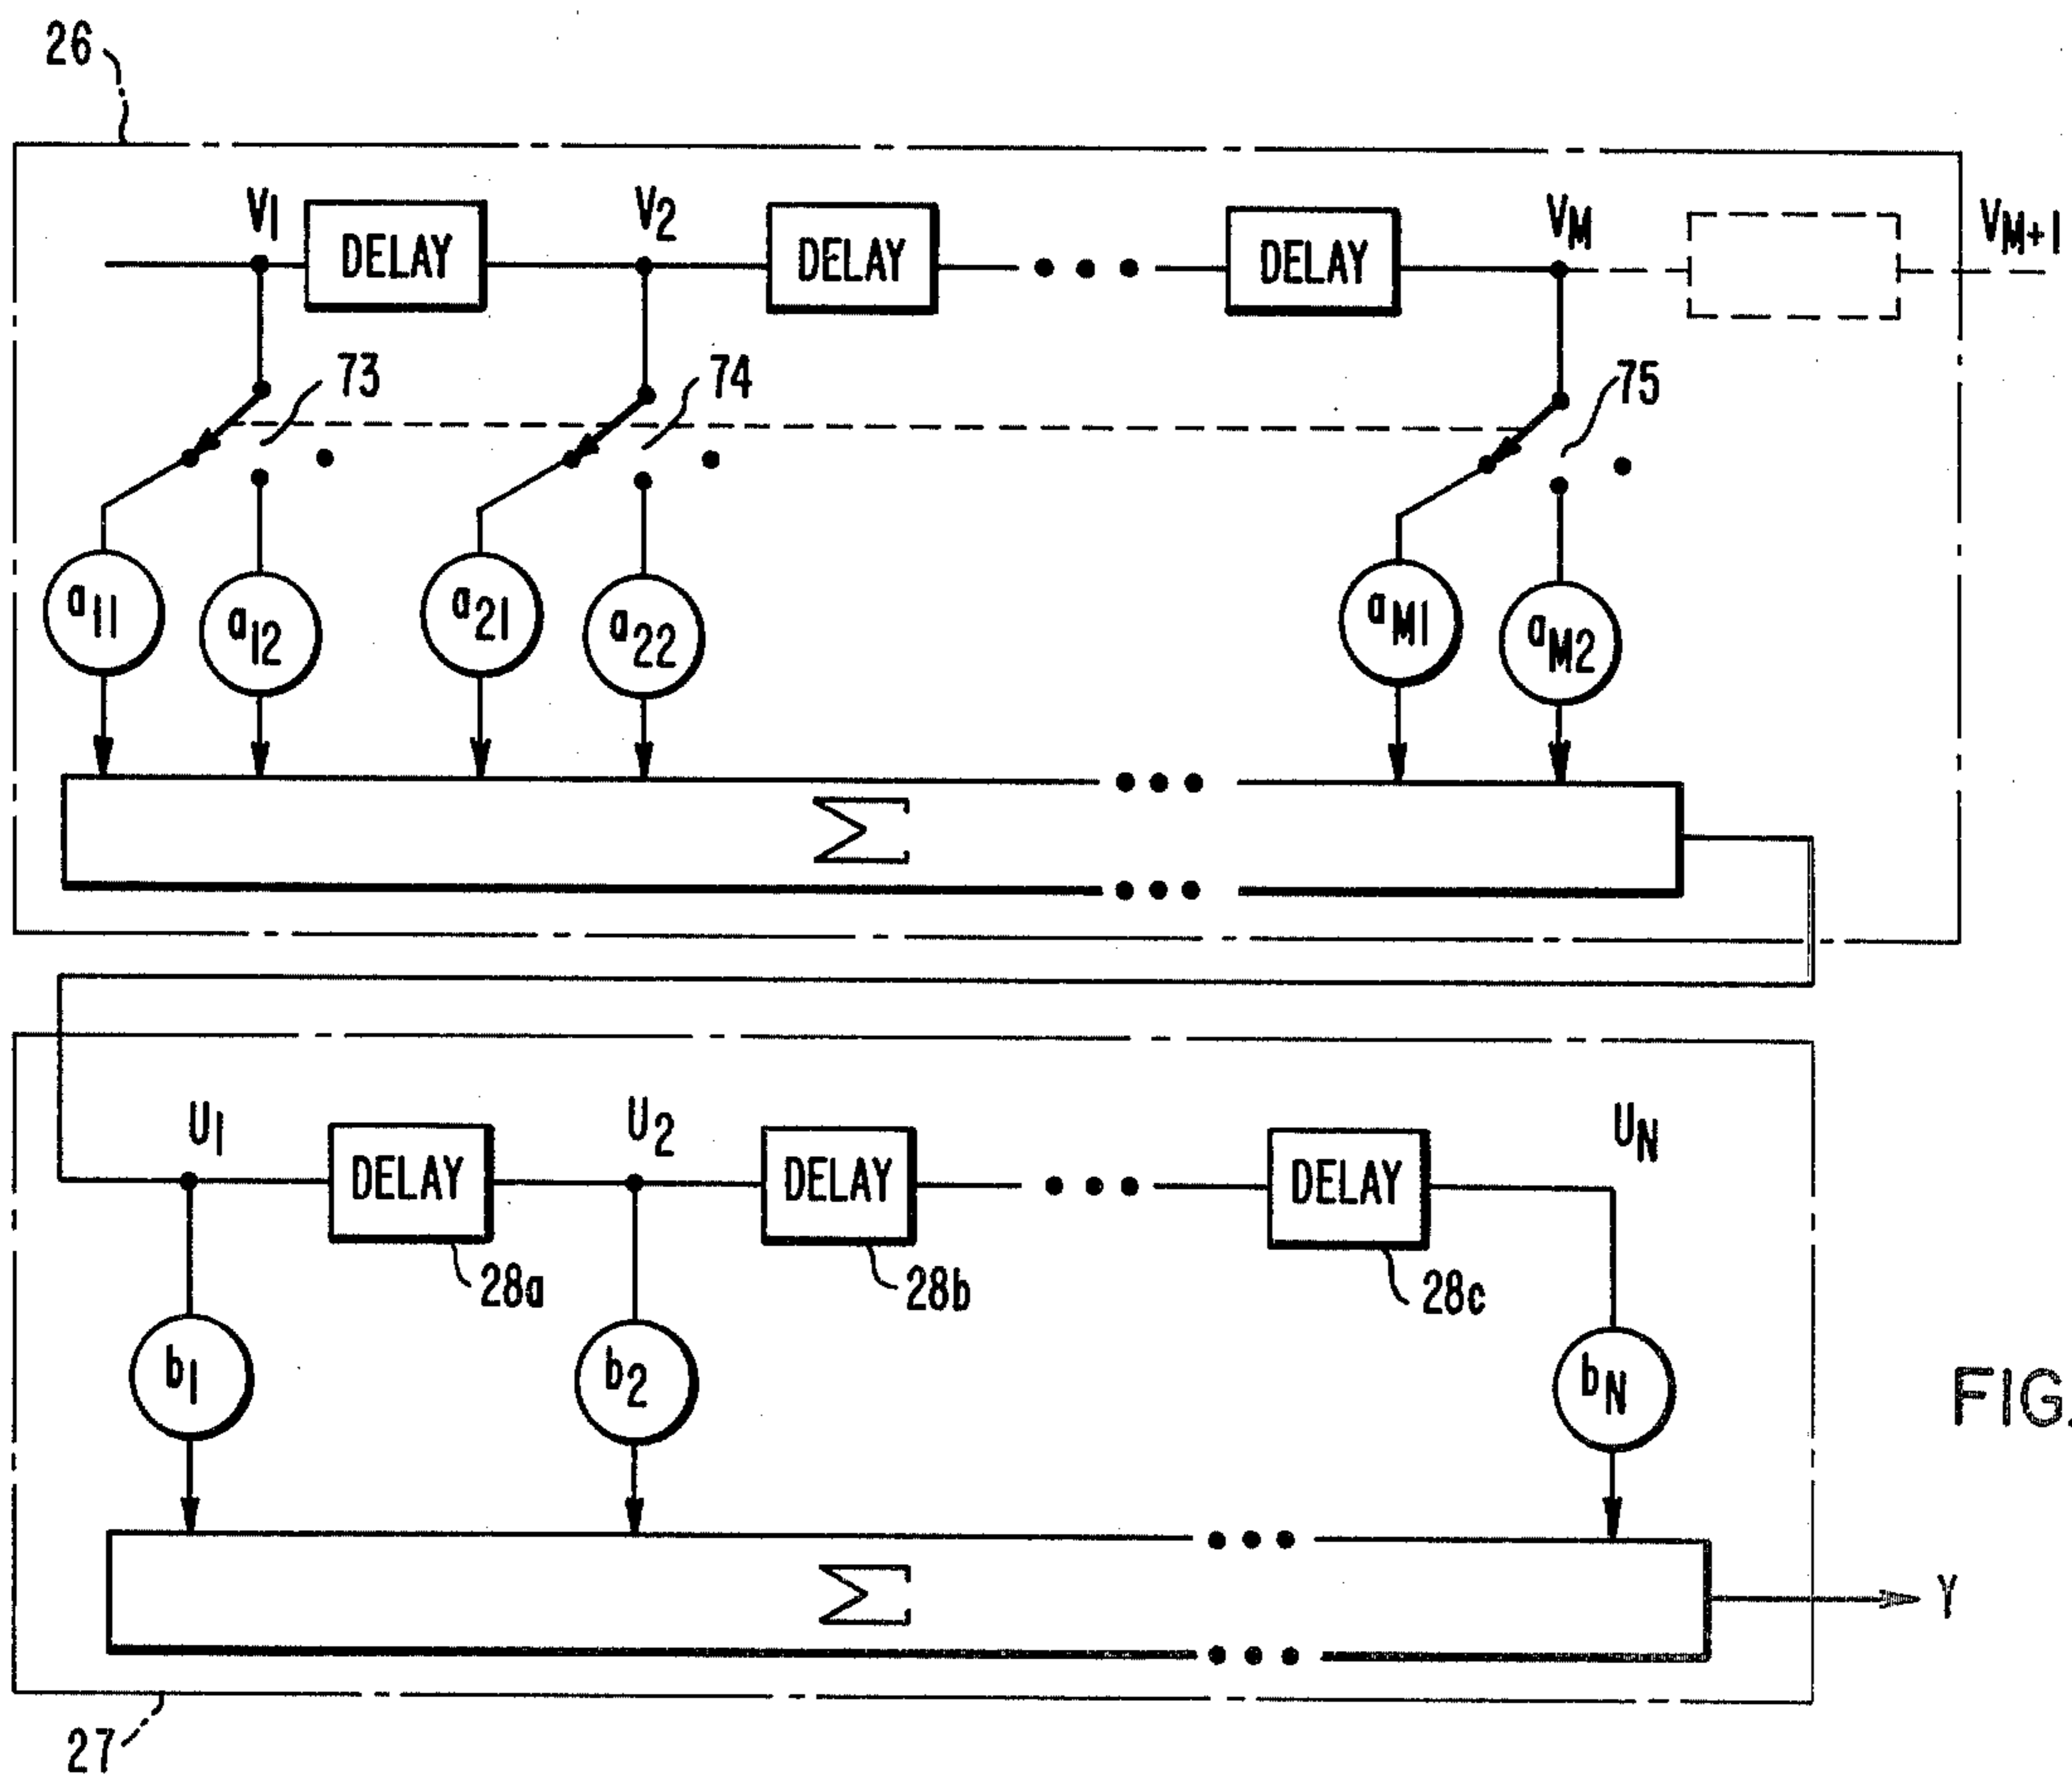 26
V1 DELAY V2 DELAY DELAY VM VM+1
73 74 75
a11 a12 a21 a22 aM1 aM2
Σ
U1 DELAY U2 DELAY DELAY UN
28a 28b 28c
b1 b2 bN
FIG.
Σ Y
27